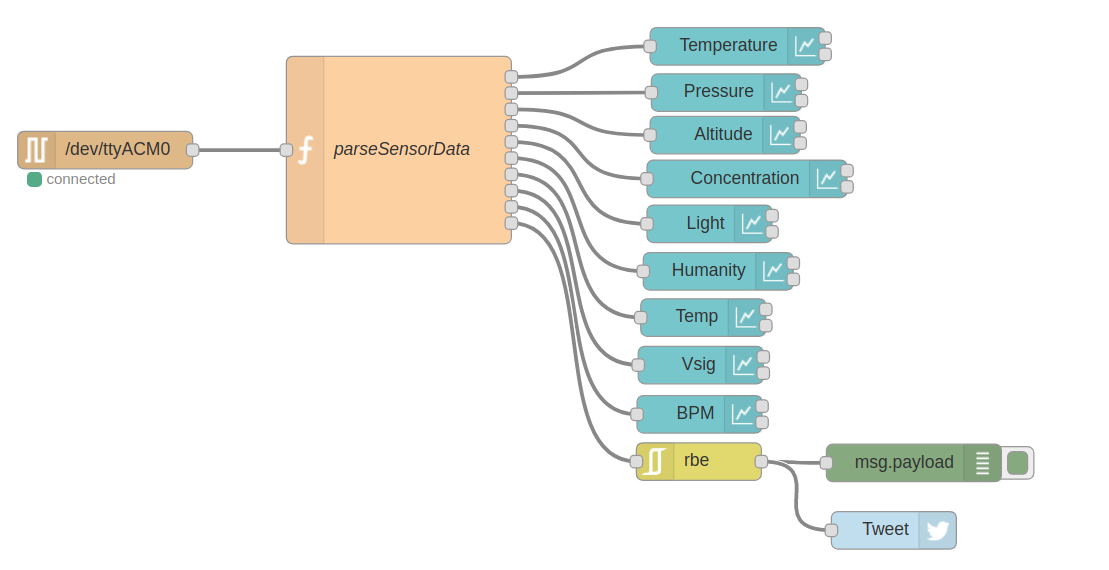 /dev/ttyACM0
connected
parseSensorData
Temperature
Pressure
Altitude
Concentration
Light
Humanity
Temp
Vsig
BPM
rbe
msg.payload
Tweet